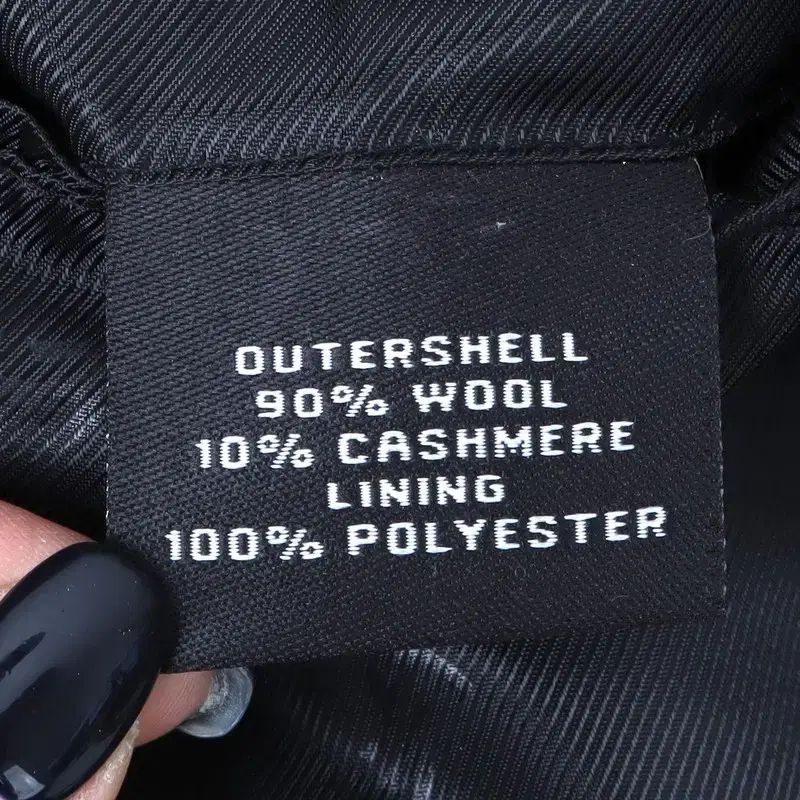 OUTERSHELL
90% WOOL
10% CASHMERE
LINING
100% POLYESTER